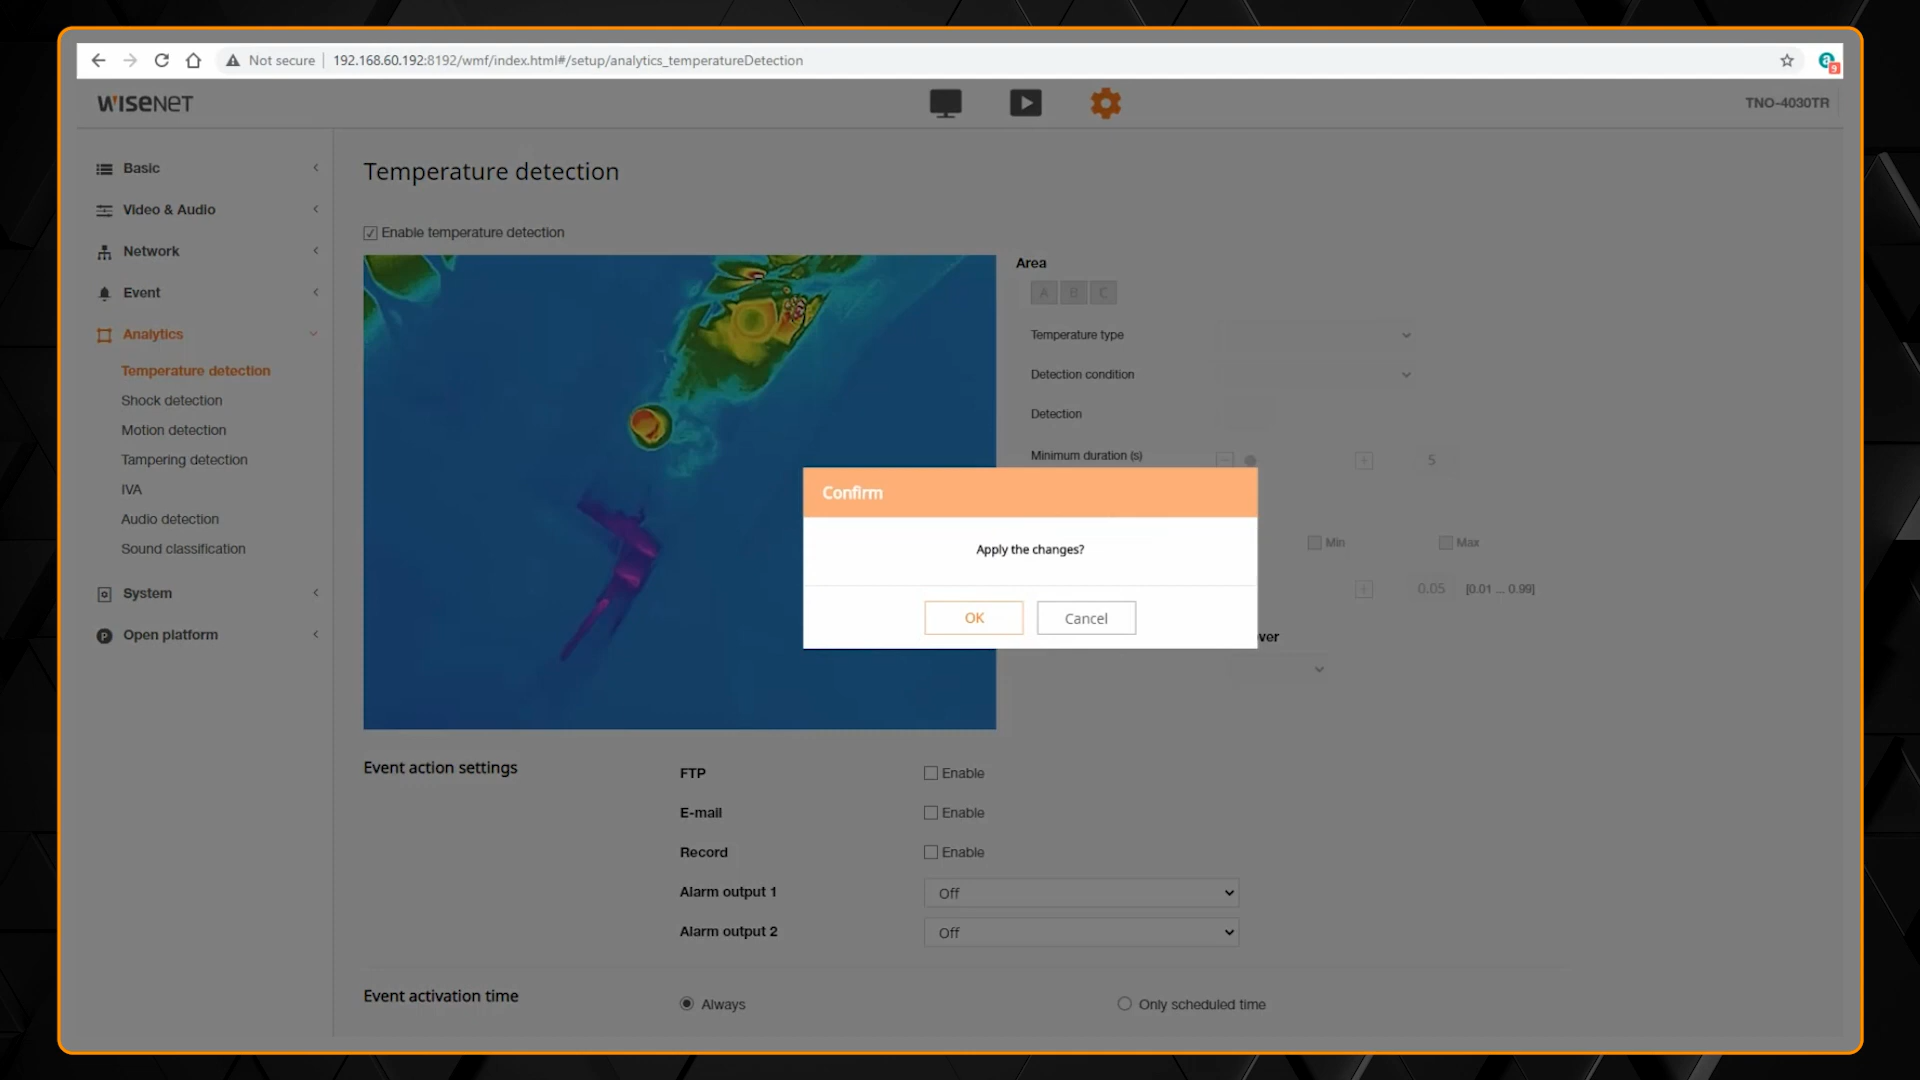 Not secure
192.168.60.192:8192/wmf/index.html#/setup/analytics_temperatureDetection
9
WISENET
TNO-4030TR
Basic
Video & Audio
Network
Event
Analytics
Temperature detection
Shock detection
Motion detection
Tampering detection
IVA
Audio detection
Sound classification
System
Open platform
Temperature detection
Enable temperature detection
Area
A B C
Temperature type
Detection condition
Detection
Minimum duration (s)
5
Min
Max
0.05 [0.01 ... 0.99]
ver
Confirm
Apply the changes?
OK
Cancel
Event action settings
FTP
Enable
E-mail
Enable
Record
Enable
Alarm output 1
Off
Alarm output 2
Off
Event activation time
Always
Only scheduled time